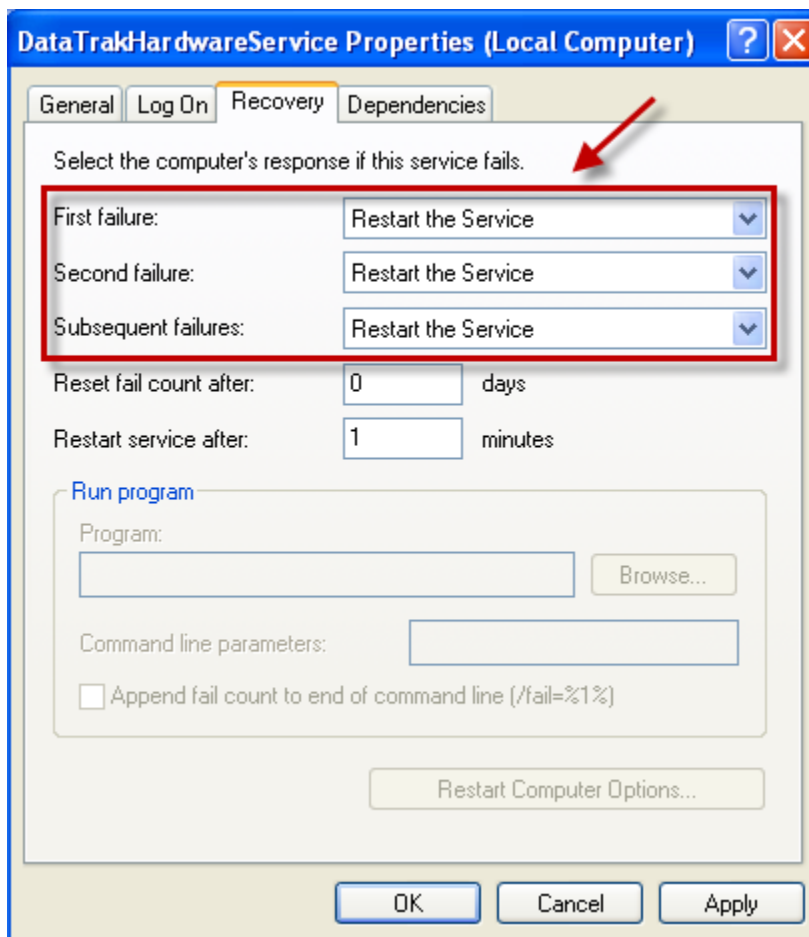 DataTrakHardwareService Properties (Local Computer) ?
General Log On Recovery Dependencies
Select the computer's response if this service fails.
First failure: Restart the Service
Second failure: Restart the Service
Subsequent failures: Restart the Service
Reset fail count after: 0 days
Restart service after: 1 minutes
Run program
Program:
Browse...
Command line parameters:
Append fail count to end of command line (/fail=%1%)
Restart Computer Options...
OK Cancel Apply